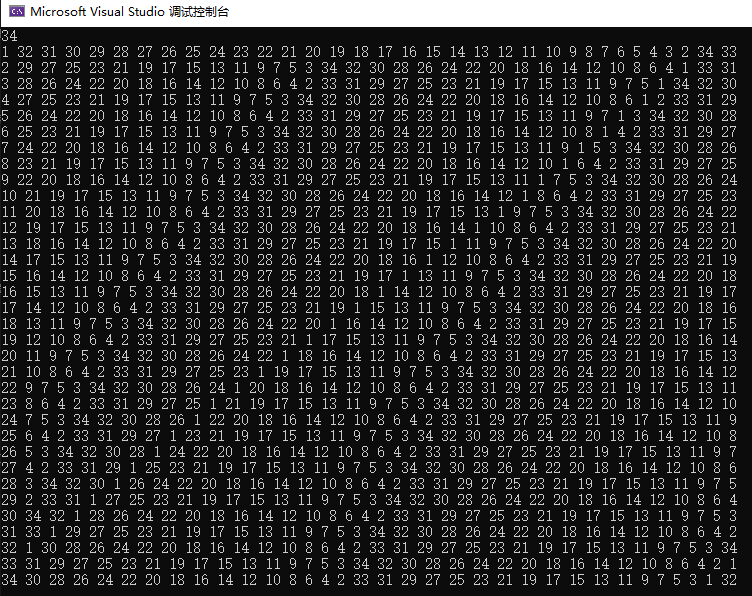 Microsoft Visual Studio 调试控制台
34
1 32 31 30 29 28 27 26 25 24 23 22 21 20 19 18 17 16 15 14 13 12 11 10 9 8 7 6 5 4 3 2 34 33
2 29 27 25 23 21 19 17 15 13 11 9 7 5 3 34 32 30 28 26 24 22 20 18 16 14 12 10 8 6 4 1 33 31
3 28 26 24 22 20 18 16 14 12 10 8 6 4 2 33 31 29 27 25 23 21 19 17 15 13 11 9 7 5 1 34 32 30
4 27 25 23 21 19 17 15 13 11 9 7 5 3 34 32 30 28 26 24 22 20 18 16 14 12 10 8 6 1 2 33 31 29
5 26 24 22 20 18 16 14 12 10 8 6 4 2 33 31 29 27 25 23 21 19 17 15 13 11 9 7 1 3 34 32 30 28
6 25 23 21 19 17 15 13 11 9 7 5 3 34 32 30 28 26 24 22 20 18 16 14 12 10 8 1 4 2 33 31 29 27
7 24 22 20 18 16 14 12 10 8 6 4 2 33 31 29 27 25 23 21 19 17 15 13 11 9 1 5 3 34 32 30 28 26
8 23 21 19 17 15 13 11 9 7 5 3 34 32 30 28 26 24 22 20 18 16 14 12 10 1 6 4 2 33 31 29 27 25
9 22 20 18 16 14 12 10 8 6 4 2 33 31 29 27 25 23 21 19 17 15 13 11 1 7 5 3 34 32 30 28 26 24
10 21 19 17 15 13 11 9 7 5 3 34 32 30 28 26 24 22 20 18 16 14 12 1 8 6 4 2 33 31 29 27 25 23
11 20 18 16 14 12 10 8 6 4 2 33 31 29 27 25 23 21 19 17 15 13 1 9 7 5 3 34 32 30 28 26 24 22
12 19 17 15 13 11 9 7 5 3 34 32 30 28 26 24 22 20 18 16 14 1 10 8 6 4 2 33 31 29 27 25 23 21
13 18 16 14 12 10 8 6 4 2 33 31 29 27 25 23 21 19 17 15 1 11 9 7 5 3 34 32 30 28 26 24 22 20
14 17 15 13 11 9 7 5 3 34 32 30 28 26 24 22 20 18 16 1 12 10 8 6 4 2 33 31 29 27 25 23 21 19
15 16 14 12 10 8 6 4 2 33 31 29 27 25 23 21 19 17 1 13 11 9 7 5 3 34 32 30 28 26 24 22 20 18
16 15 13 11 9 7 5 3 34 32 30 28 26 24 22 20 18 1 14 12 10 8 6 4 2 33 31 29 27 25 23 21 19 17
17 14 12 10 8 6 4 2 33 31 29 27 25 23 21 19 1 15 13 11 9 7 5 3 34 32 30 28 26 24 22 20 18 16
18 13 11 9 7 5 3 34 32 30 28 26 24 22 20 1 16 14 12 10 8 6 4 2 33 31 29 27 25 23 21 19 17 15
19 12 10 8 6 4 2 33 31 29 27 25 23 21 1 17 15 13 11 9 7 5 3 34 32 30 28 26 24 22 20 18 16 14
20 11 9 7 5 3 34 32 30 28 26 24 22 1 18 16 14 12 10 8 6 4 2 33 31 29 27 25 23 21 19 17 15 13
21 10 8 6 4 2 33 31 29 27 25 23 1 19 17 15 13 11 9 7 5 3 34 32 30 28 26 24 22 20 18 16 14 12
22 9 7 5 3 34 32 30 28 26 24 1 20 18 16 14 12 10 8 6 4 2 33 31 29 27 25 23 21 19 17 15 13 11
23 8 6 4 2 33 31 29 27 25 1 21 19 17 15 13 11 9 7 5 3 34 32 30 28 26 24 22 20 18 16 14 12 10
24 7 5 3 34 32 30 28 26 1 22 20 18 16 14 12 10 8 6 4 2 33 31 29 27 25 23 21 19 17 15 13 11 9
25 6 4 2 33 31 29 27 1 23 21 19 17 15 13 11 9 7 5 3 34 32 30 28 26 24 22 20 18 16 14 12 10 8
26 5 3 34 32 30 28 1 24 22 20 18 16 14 12 10 8 6 4 2 33 31 29 27 25 23 21 19 17 15 13 11 9 7
27 4 2 33 31 29 1 25 23 21 19 17 15 13 11 9 7 5 3 34 32 30 28 26 24 22 20 18 16 14 12 10 8 6
28 3 34 32 30 1 26 24 22 20 18 16 14 12 10 8 6 4 2 33 31 29 27 25 23 21 19 17 15 13 11 9 7 5
29 2 33 31 1 27 25 23 21 19 17 15 13 11 9 7 5 3 34 32 30 28 26 24 22 20 18 16 14 12 10 8 6 4
30 34 32 1 28 26 24 22 20 18 16 14 12 10 8 6 4 2 33 31 29 27 25 23 21 19 17 15 13 11 9 7 5 3
31 33 1 29 27 25 23 21 19 17 15 13 11 9 7 5 3 34 32 30 28 26 24 22 20 18 16 14 12 10 8 6 4 2
32 1 30 28 26 24 22 20 18 16 14 12 10 8 6 4 2 33 31 29 27 25 23 21 19 17 15 13 11 9 7 5 3 34
33 31 29 27 25 23 21 19 17 15 13 11 9 7 5 3 34 32 30 28 26 24 22 20 18 16 14 12 10 8 6 4 2 1
34 30 28 26 24 22 20 18 16 14 12 10 8 6 4 2 33 31 29 27 25 23 21 19 17 15 13 11 9 7 5 3 1 32